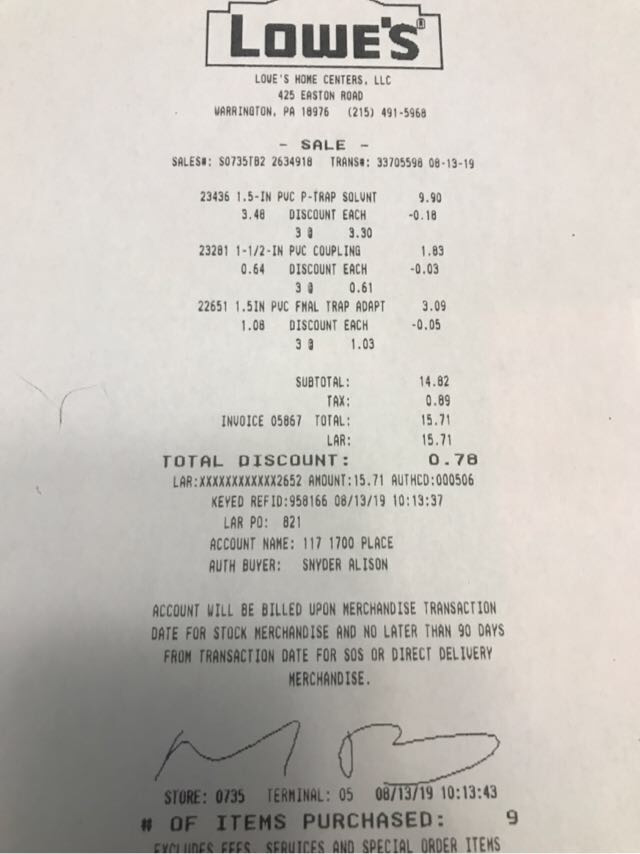 LOWE'S®
LOWE'S HOME CENTERS, LLC
425 EASTON ROAD
WARRINGTON, PA 18976 (215) 491-5968
- SALE -
SALES#: S0735TB2 2634918 TRANS#: 33705598 08-13-19
23436 1.5-IN PVC P-TRAP SOLVNT 9.90
3.48 DISCOUNT EACH -0.18
3 @ 3.30
23281 1-1/2-IN PVC COUPLING 1.83
0.64 DISCOUNT EACH -0.03
3 @ 0.61
22651 1.5IN PVC FMAL TRAP ADAPT 3.09
1.08 DISCOUNT EACH -0.05
3 @ 1.03
SUBTOTAL: 14.82
TAX: 0.89
INVOICE 05867 TOTAL: 15.71
LAR: 15.71
TOTAL DISCOUNT: 0.78
LAR:XXXXXXXXXXXX2652 AMOUNT:15.71 AUTHCD:000506
KEYED REFID:958166 08/13/19 10:13:37
LAR PO: 821
ACCOUNT NAME: 117 1700 PLACE
AUTH BUYER: SNYDER ALISON
ACCOUNT WILL BE BILLED UPON MERCHANDISE TRANSACTION
DATE FOR STOCK MERCHANDISE AND NO LATER THAN 90 DAYS
FROM TRANSACTION DATE FOR SOS OR DIRECT DELIVERY
MERCHANDISE.
STORE: 0735 TERMINAL: 05 08/13/19 10:13:43
# OF ITEMS PURCHASED: 9
EXCLUDES FEES, SERVICES AND SPECIAL ORDER ITEMS